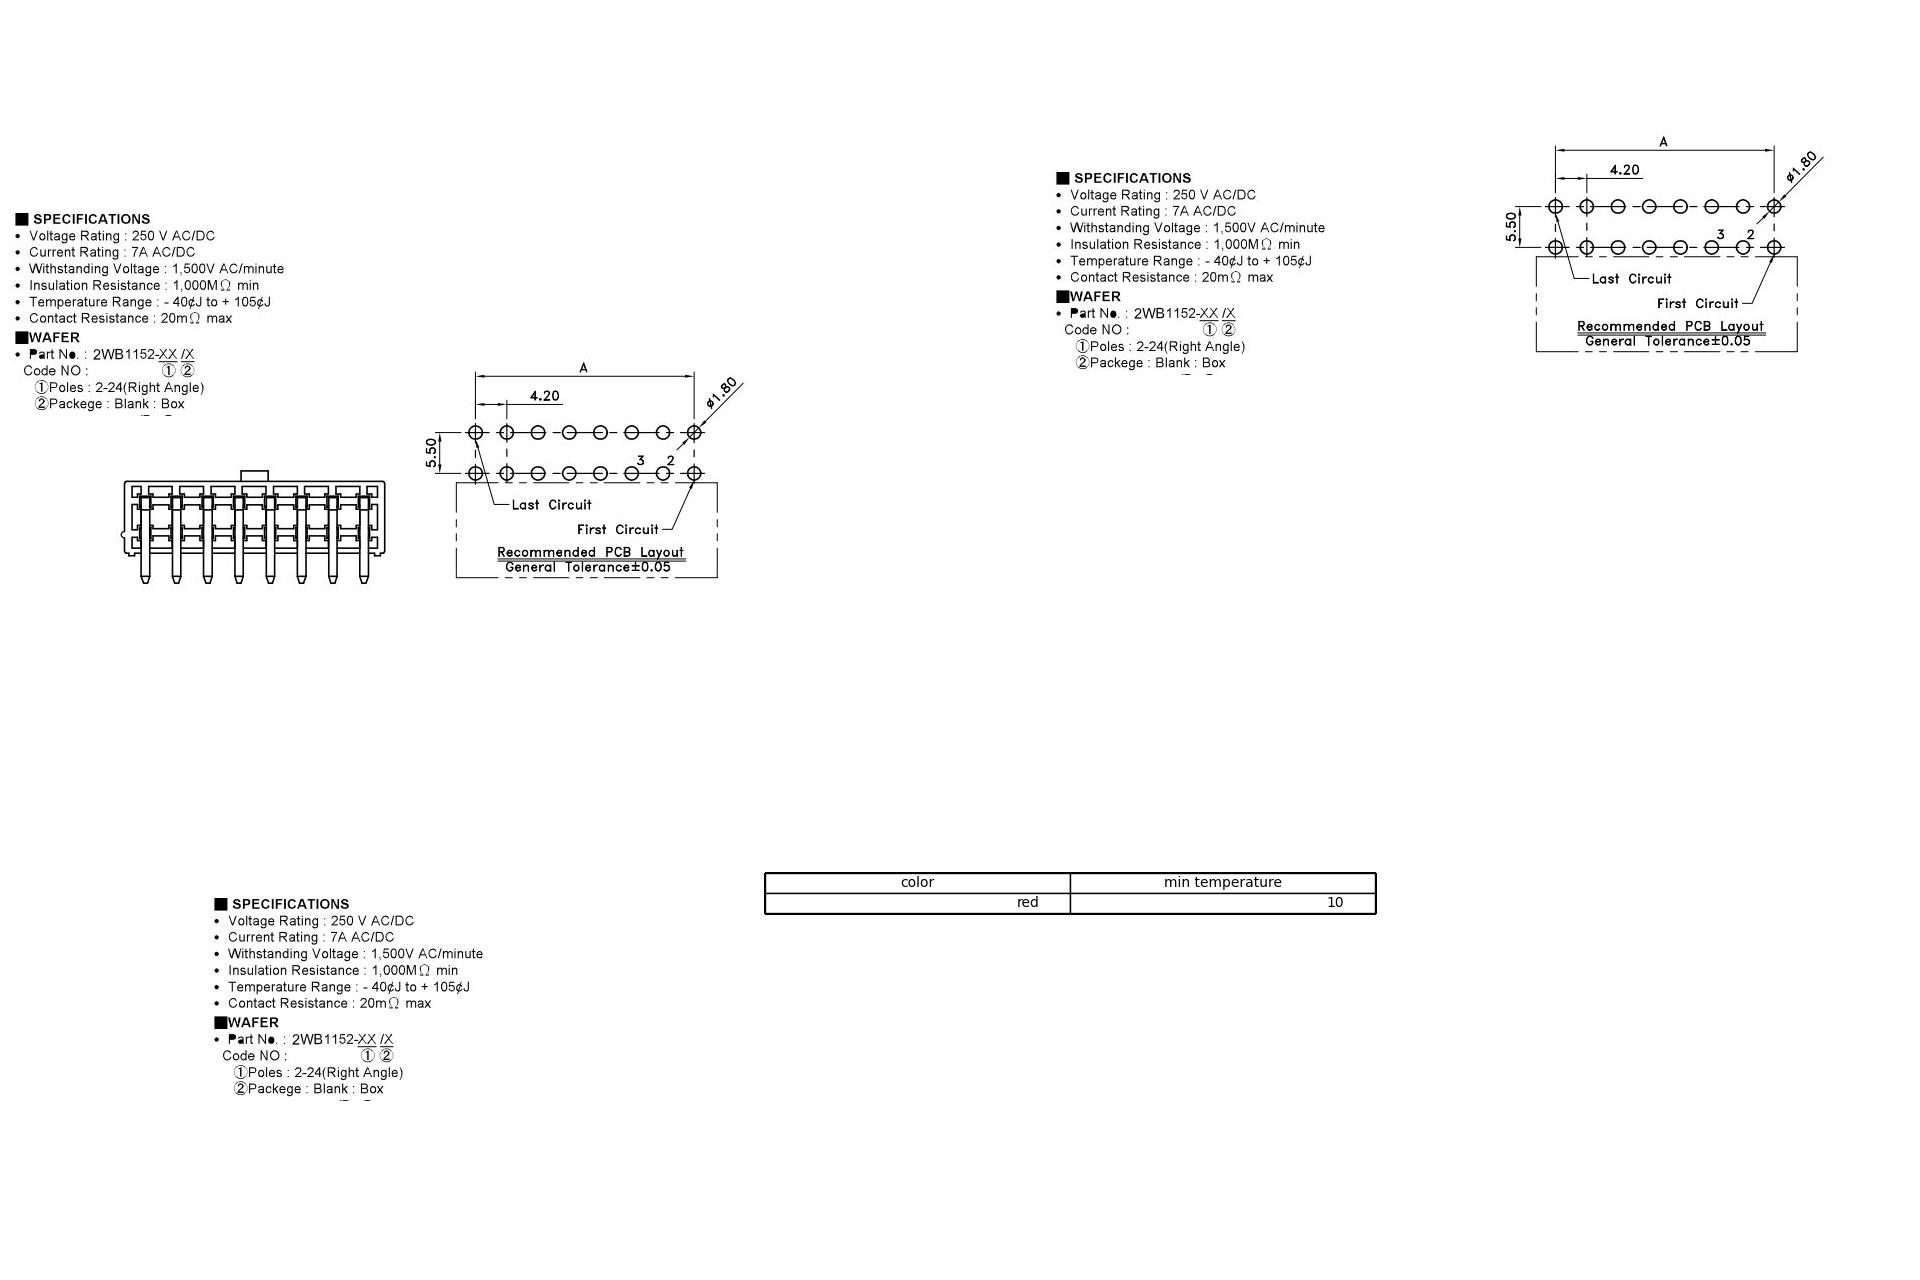 ■ SPECIFICATIONS
• Voltage Rating : 250 V AC/DC
• Current Rating : 7A AC/DC
• Withstanding Voltage : 1,500V AC/minute
• Insulation Resistance : 1,000MΩ min
• Temperature Range : - 40¢J to + 105¢J
• Contact Resistance : 20mΩ max
■WAFER
• Part No. : 2WB1152-XX /X
Code NO : ① ②
①Poles : 2-24(Right Angle)
②Packege : Blank : Box
A
4.20
ø1.80
5.50
3 2
Last Circuit
First Circuit
Recommended PCB Layout
General Tolerance±0.05
■ SPECIFICATIONS
• Voltage Rating : 250 V AC/DC
• Current Rating : 7A AC/DC
• Withstanding Voltage : 1,500V AC/minute
• Insulation Resistance : 1,000MΩ min
• Temperature Range : - 40¢J to + 105¢J
• Contact Resistance : 20mΩ max
■WAFER
• Part No. : 2WB1152-XX /X
Code NO : ① ②
①Poles : 2-24(Right Angle)
②Packege : Blank : Box
A
4.20
ø1.80
5.50
3 2
Last Circuit
First Circuit
Recommended PCB Layout
General Tolerance±0.05
■ SPECIFICATIONS
• Voltage Rating : 250 V AC/DC
• Current Rating : 7A AC/DC
• Withstanding Voltage : 1,500V AC/minute
• Insulation Resistance : 1,000MΩ min
• Temperature Range : - 40¢J to + 105¢J
• Contact Resistance : 20mΩ max
■WAFER
• Part No. : 2WB1152-XX /X
Code NO : ① ②
①Poles : 2-24(Right Angle)
②Packege : Blank : Box
color min temperature
red 10